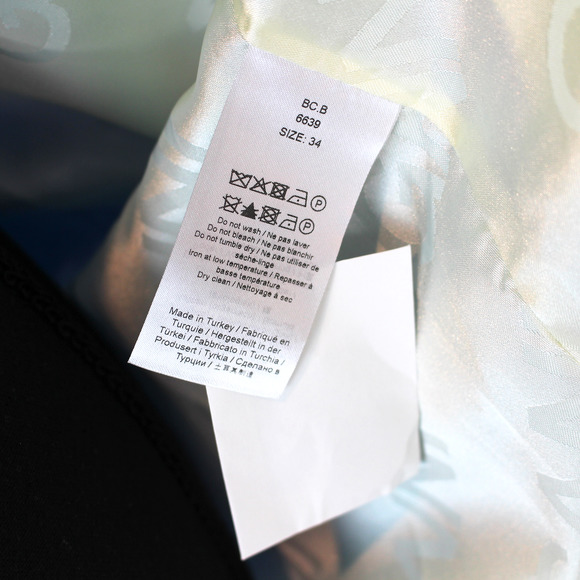 BC.B
6639
SIZE: 34
P
P
Do not wash / Ne pas laver
Do not bleach / Ne pas blanchir
Do not tumble dry / Ne pas utiliser de
sèche-linge
Iron at low temperature / Repasser à
basse température
Dry clean / Nettoyage à sec
Made in Turkey / Fabriqué en
Turquie / Hergestellt in der
Türkei / Fabbricato in Turchia /
Produsert i Tyrkia / Сделано в
Турции / 土